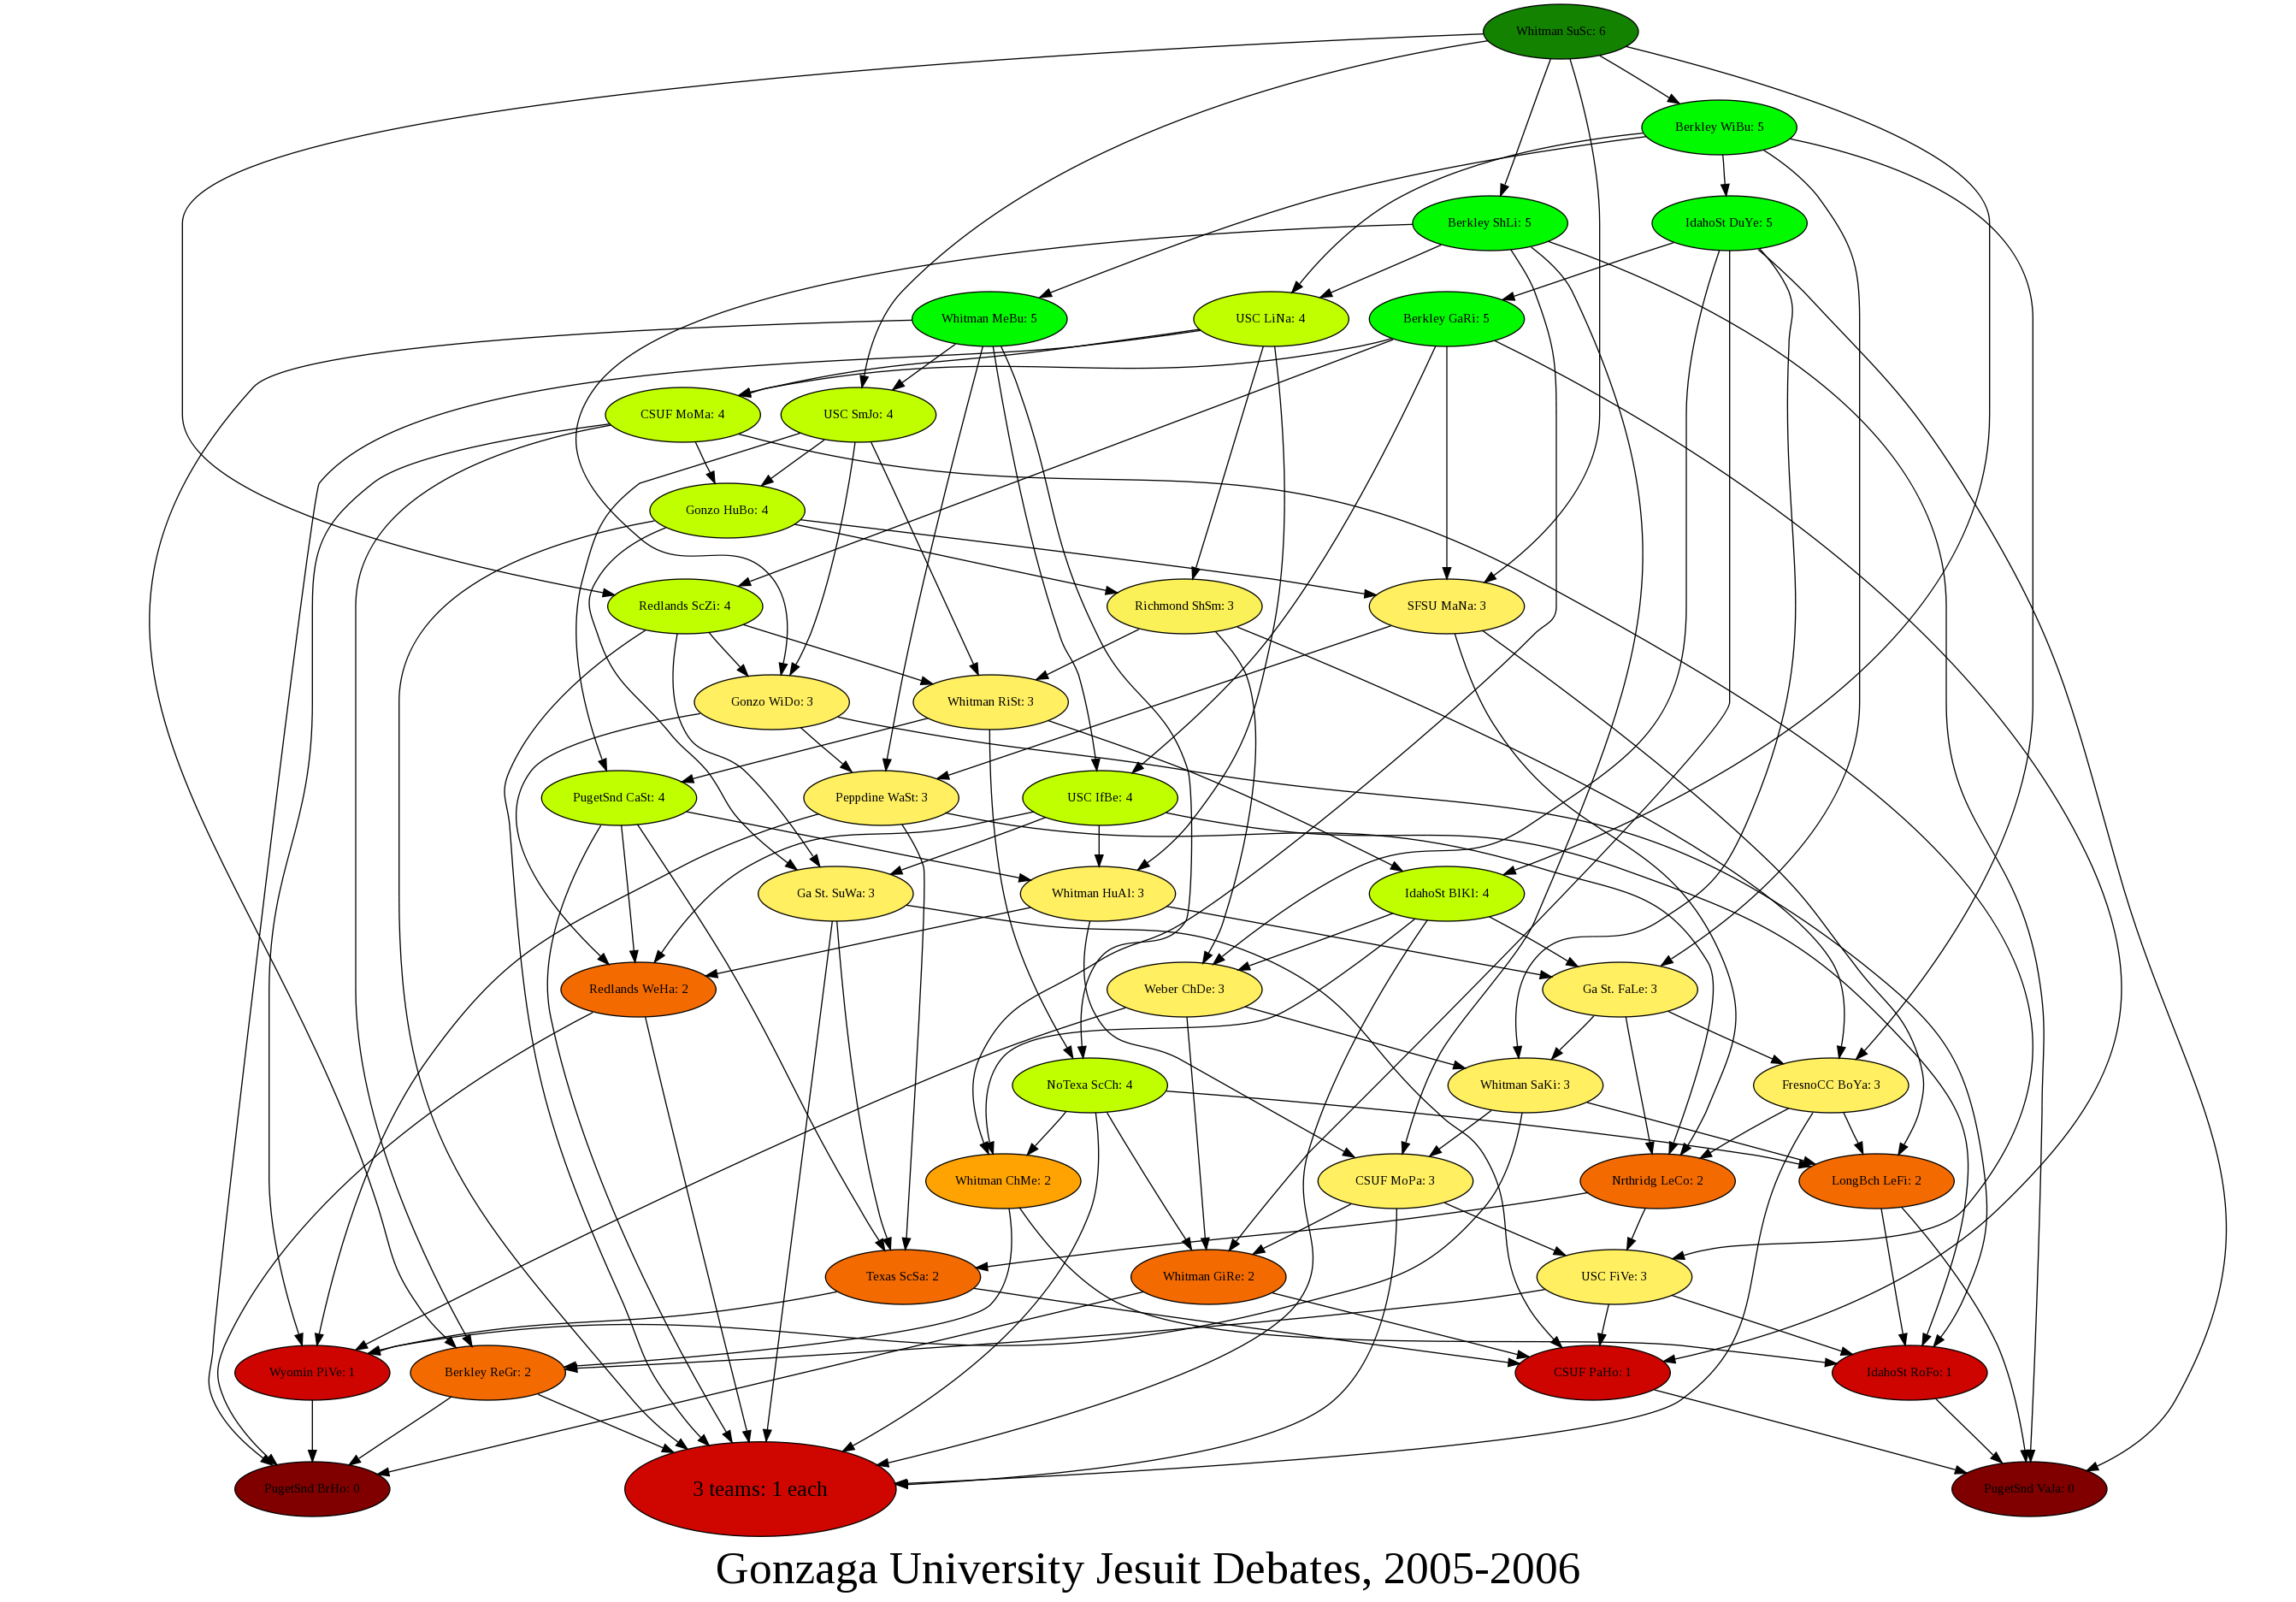 Whitman SuSc: 6
Berkley WiBu: 5
Berkley ShLi: 5
IdahoSt DuYe: 5
Whitman MeBu: 5
USC LiNa: 4
Berkley GaRi: 5
CSUF MoMa: 4
USC SmJo: 4
Gonzo HuBo: 4
Redlands ScZi: 4
Richmond ShSm: 3
SFSU MaNa: 3
Gonzo WiDo: 3
Whitman RiSt: 3
PugetSnd CaSt: 4
Peppdine WaSt: 3
USC IfBe: 4
Ga St. SuWa: 3
Whitman HuAl: 3
IdahoSt BlKl: 4
Redlands WeHa: 2
Weber ChDe: 3
Ga St. FaLe: 3
NoTexa ScCh: 4
Whitman SaKi: 3
FresnoCC BoYa: 3
Whitman ChMe: 2
CSUF MoPa: 3
Nrthridg LeCo: 2
LongBch LeFi: 2
Texas ScSa: 2
Whitman GiRe: 2
USC FiVe: 3
Wyomin PiVe: 1
Berkley ReGr: 2
CSUF PaHo: 1
IdahoSt RoFo: 1
PugetSnd BrHo: 0
3 teams: 1 each
PugetSnd VaJa: 0
Gonzaga University Jesuit Debates, 2005-2006